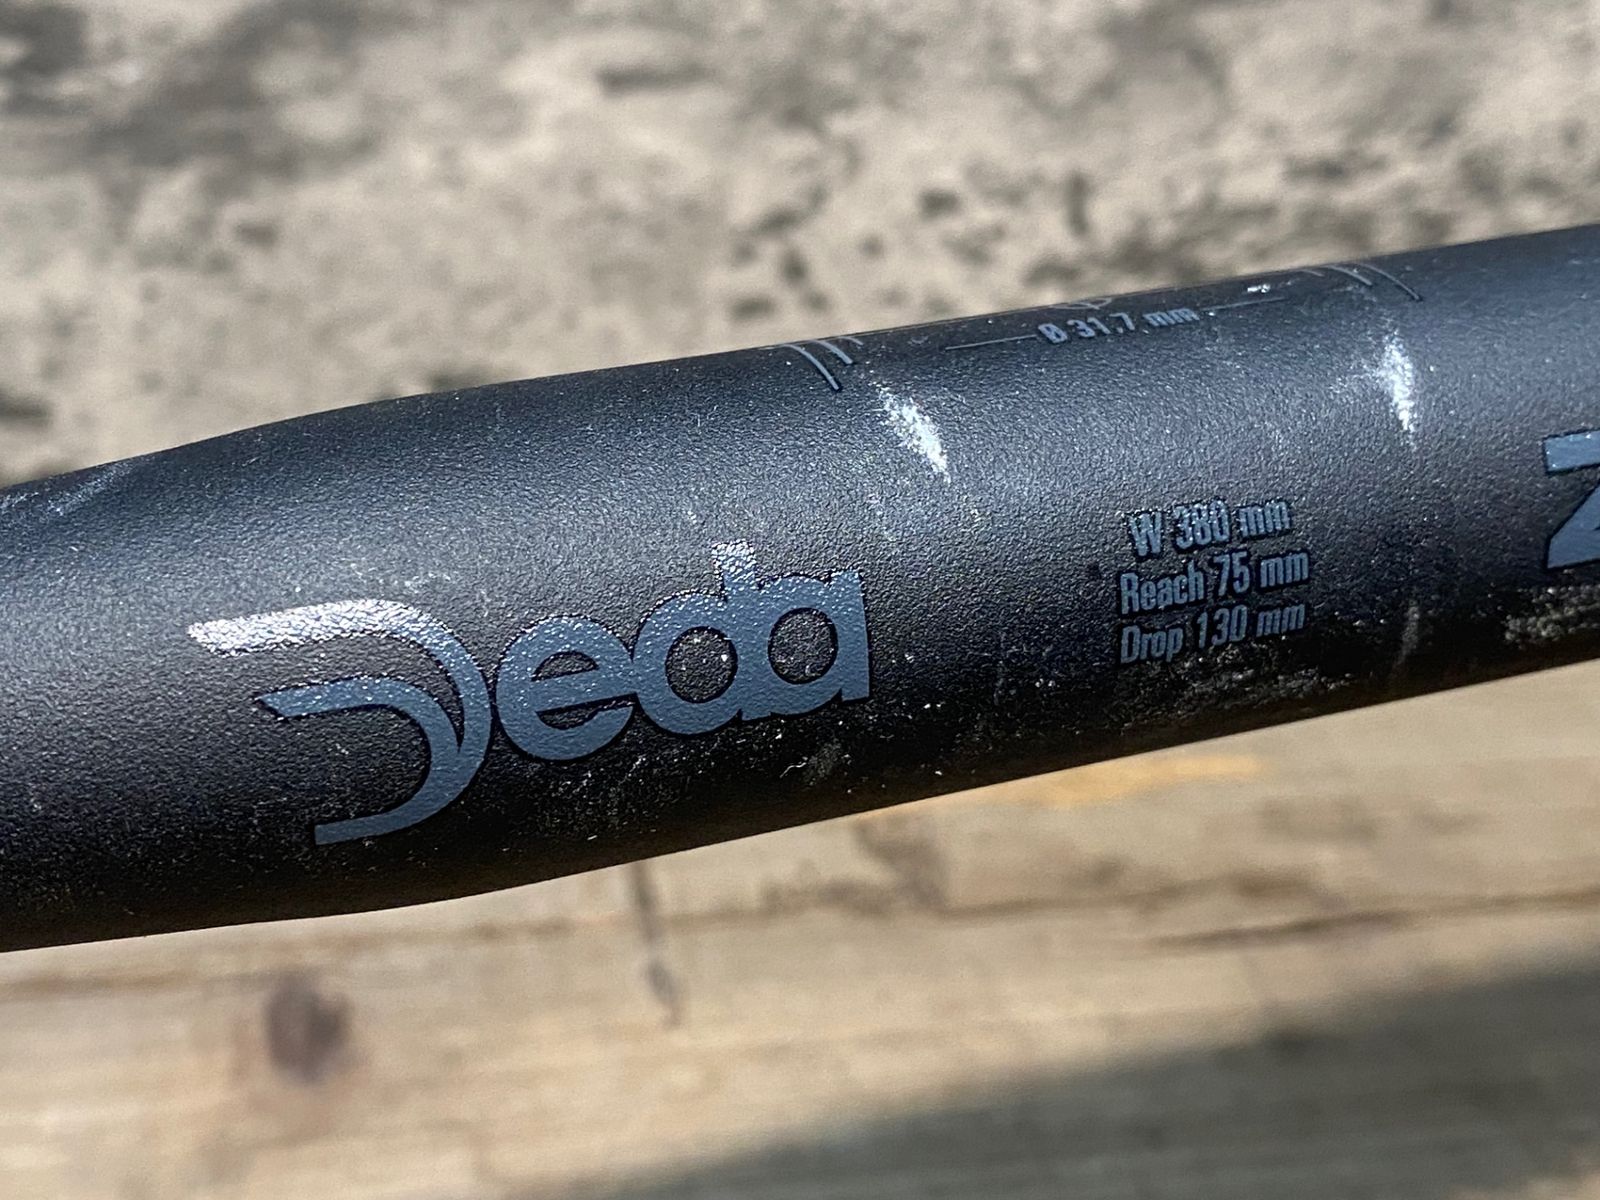 Ø 31.7 mm
Deda
W 380 mm
Reach 75 mm
Drop 130 mm
Z